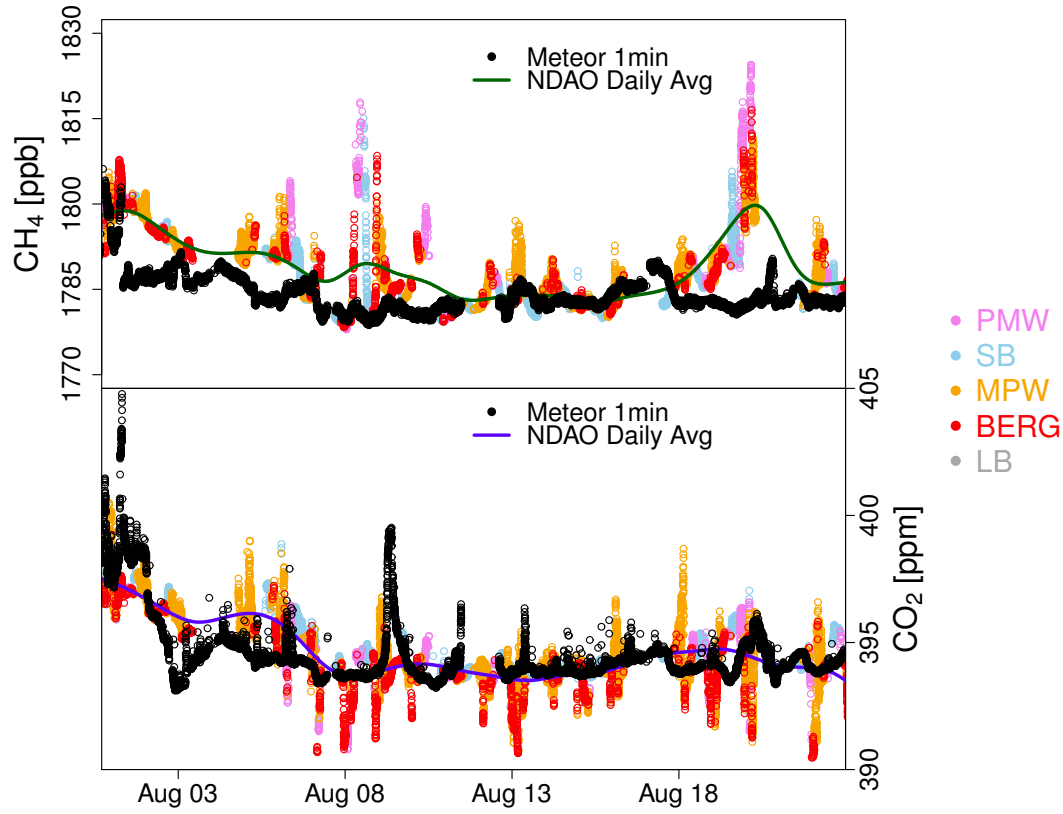 CH₄ [ppb]
1830
1815
1800
1785
1770
Meteor 1min
NDAO Daily Avg
405
400
395
390
CO₂ [ppm]
Meteor 1min
NDAO Daily Avg
Aug 03
Aug 08
Aug 13
Aug 18
PMW
SB
MPW
BERG
LB